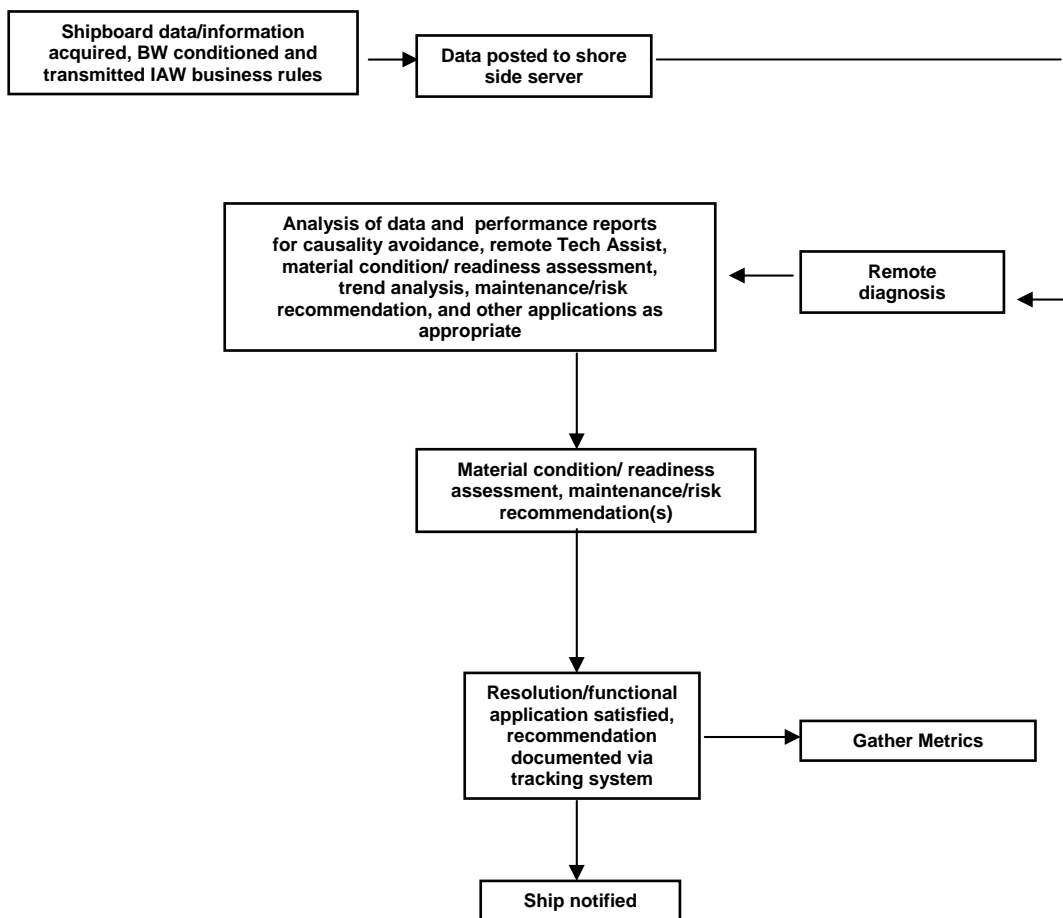 Shipboard data/information
acquired, BW conditioned and
transmitted IAW business rules
Data posted to shore
side server
Analysis of data and performance reports
for causality avoidance, remote Tech Assist,
material condition/ readiness assessment,
trend analysis, maintenance/risk
recommendation, and other applications as
appropriate
Remote
diagnosis
Material condition/ readiness
assessment, maintenance/risk
recommendation(s)
Resolution/functional
application satisfied,
recommendation
documented via
tracking system
Gather Metrics
Ship notified